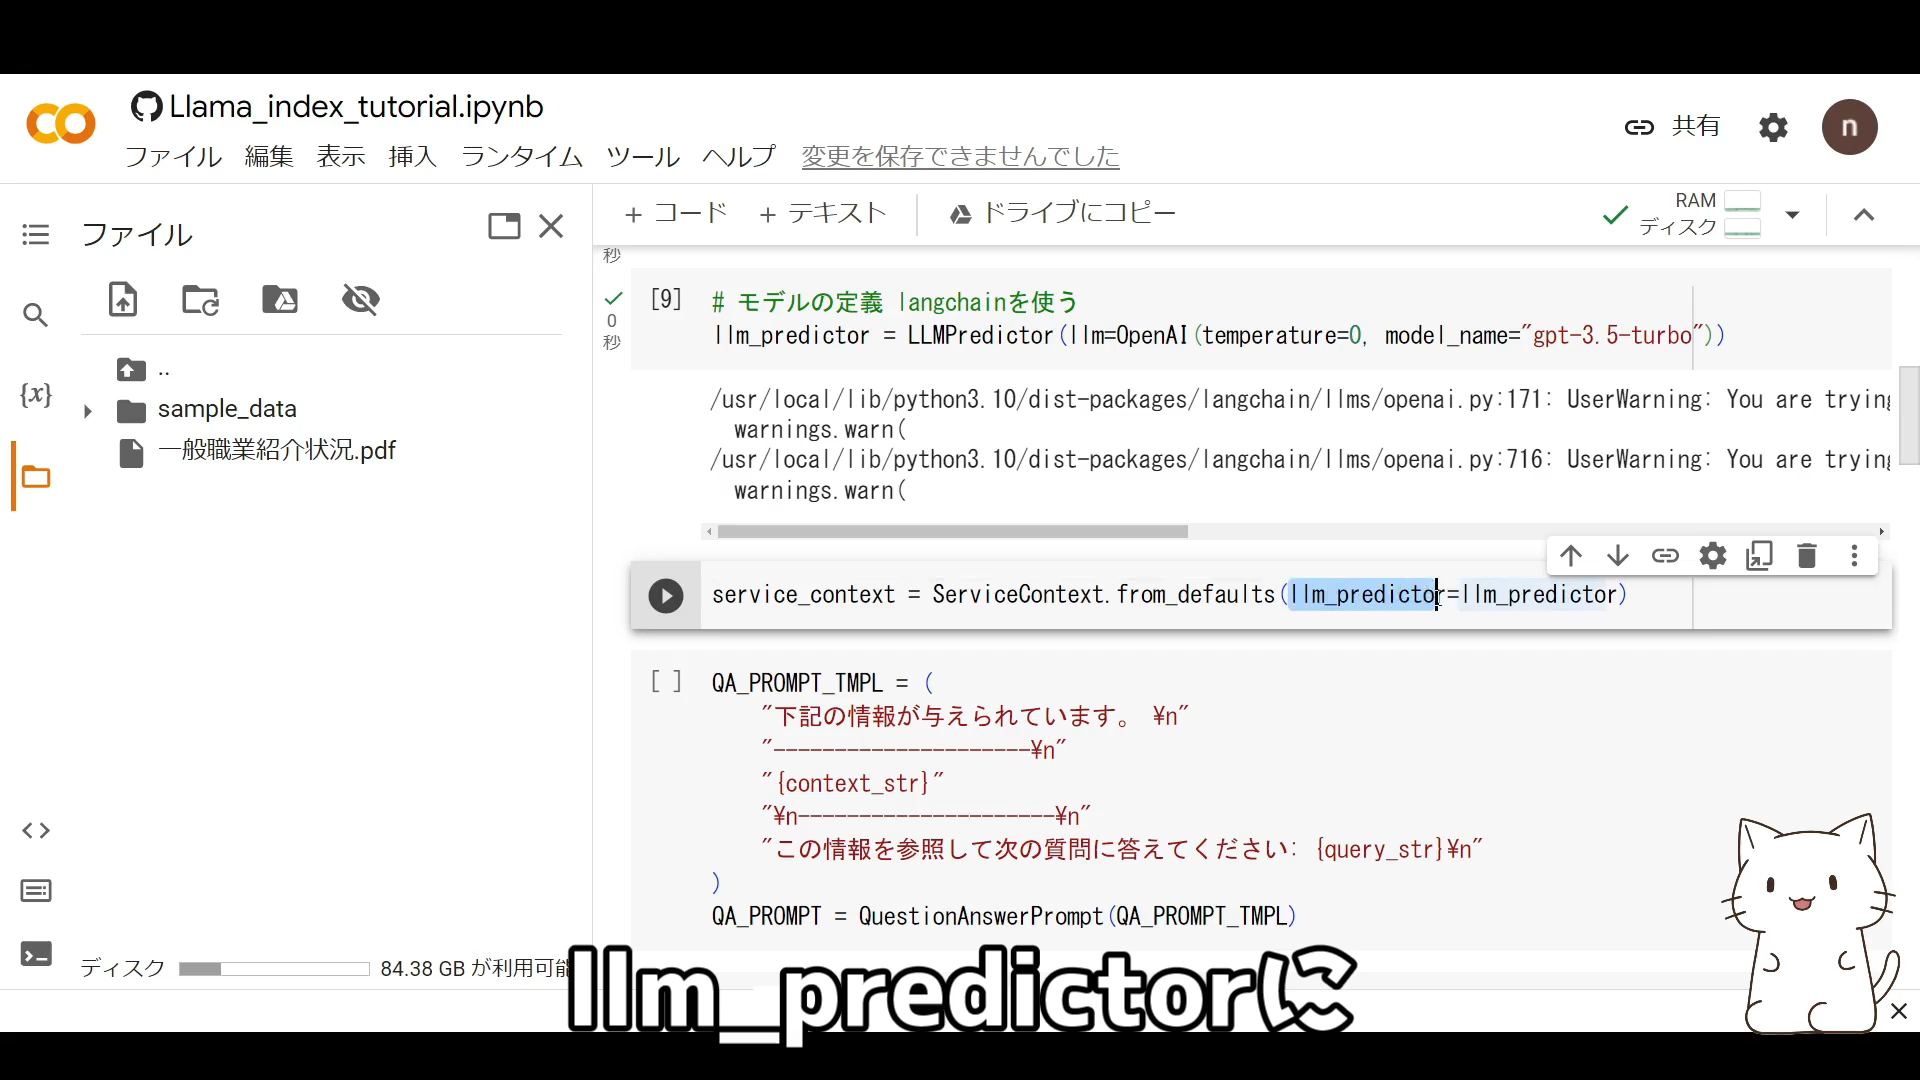 Llama_index_tutorial.ipynb
ファイル 編集 表示 挿入 ランタイム ツール ヘルプ 変更を保存できませんでした
共有
n
ファイル
+ コード + テキスト ドライブにコピー
RAM
ディスク
..
sample_data
一般職業紹介状況.pdf
{x}
秒
[9]
0
秒
# モデルの定義 langchainを使う
llm_predictor = LLMPredictor(llm=OpenAI(temperature=0, model_name="gpt-3.5-turbo"))
/usr/local/lib/python3.10/dist-packages/langchain/llms/openai.py:171: UserWarning: You are trying
warnings.warn(
/usr/local/lib/python3.10/dist-packages/langchain/llms/openai.py:716: UserWarning: You are trying
warnings.warn(
service_context = ServiceContext.from_defaults(llm_predictor=llm_predictor)
[ ]
QA_PROMPT_TMPL = (
"下記の情報が与えられています。 ¥n"
"---------------------¥n"
"{context_str}"
"¥n---------------------¥n"
"この情報を参照して次の質問に答えてください: {query_str}¥n"
)
QA_PROMPT = QuestionAnswerPrompt(QA_PROMPT_TMPL)
ディスク 84.38 GB が利用可能
llm_predictorに